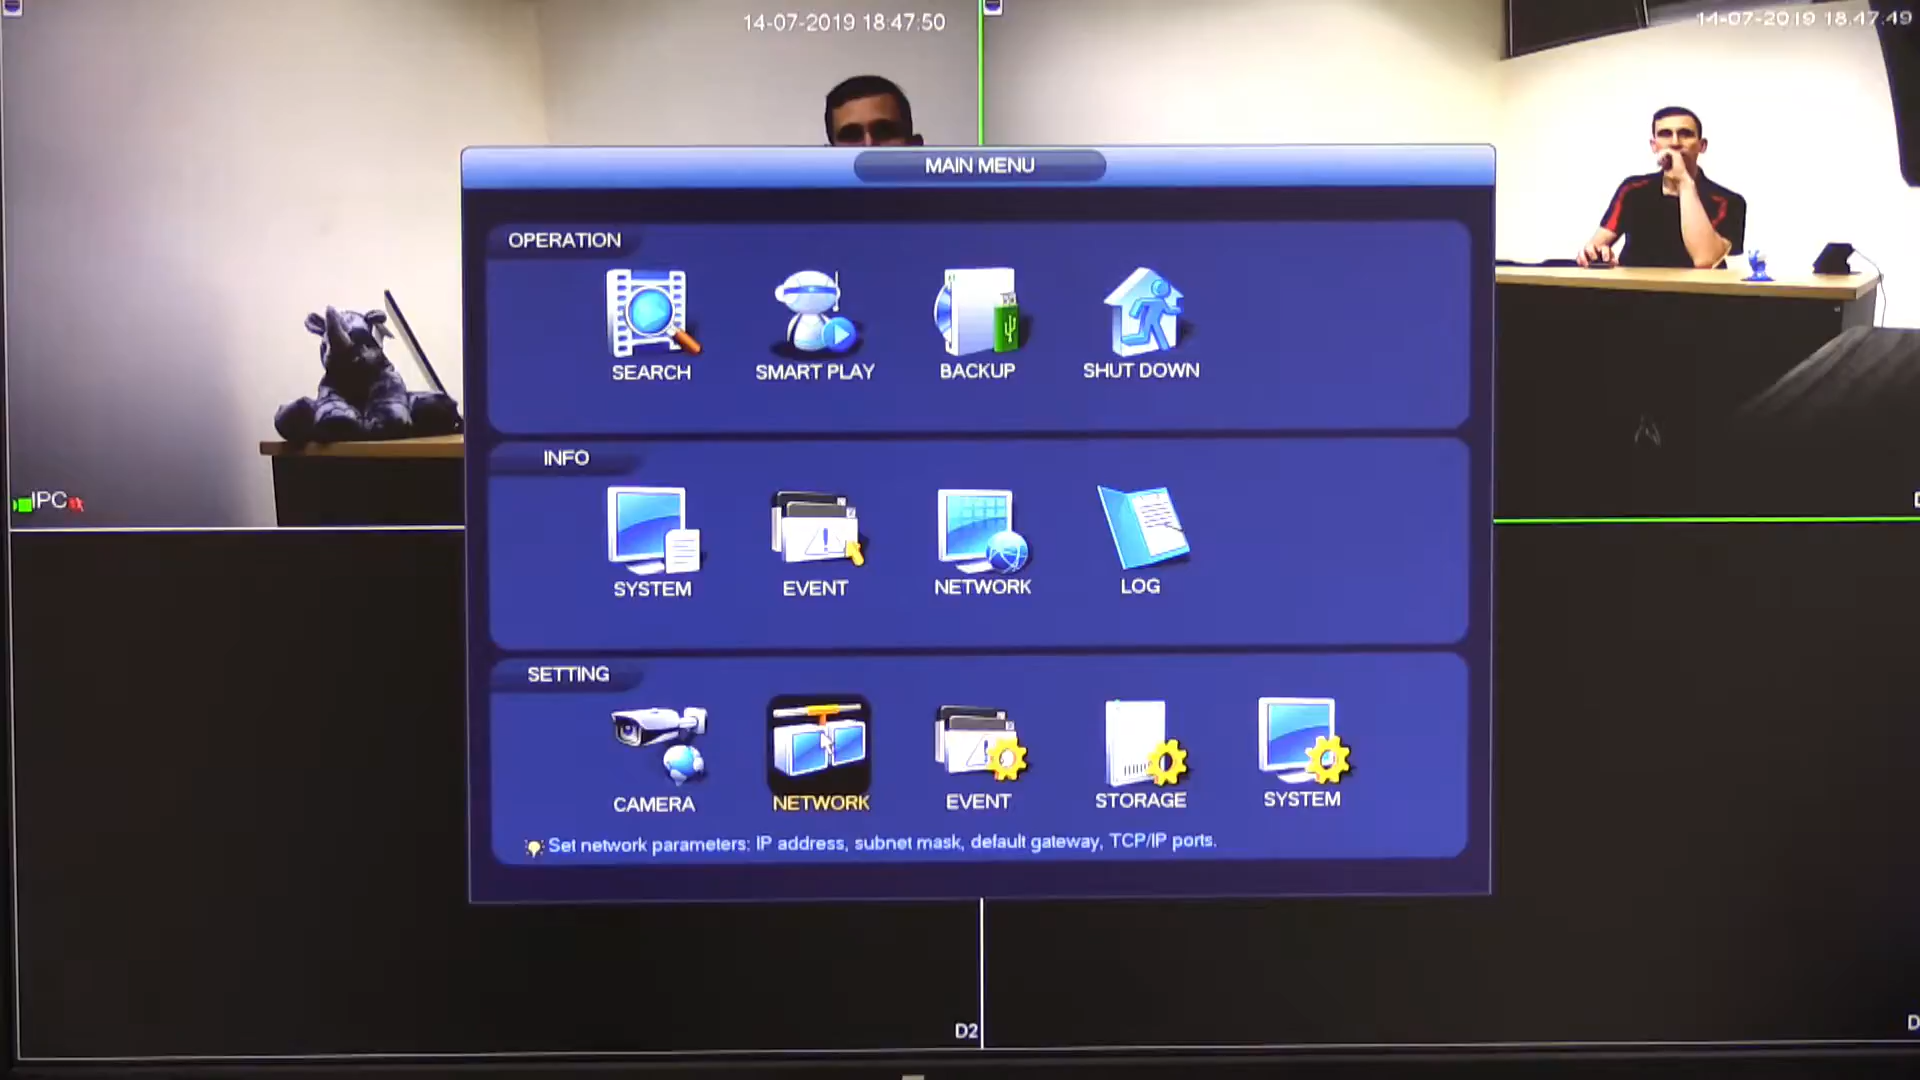 14-07-2019 18:47:50
14-07-2019 18:47:49
MAIN MENU
OPERATION
SEARCH
SMART PLAY
BACKUP
SHUT DOWN
INFO
IPC
SYSTEM
EVENT
NETWORK
LOG
SETTING
CAMERA
NETWORK
EVENT
STORAGE
SYSTEM
Set network parameters: IP address, subnet mask, default gateway, TCP/IP ports.
D2